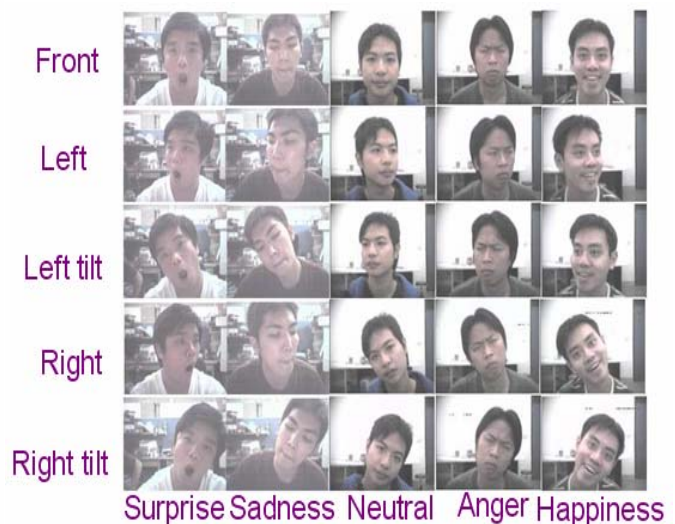 Front
Left
Left tilt
Right
Right tilt
Surprise Sadness Neutral Anger Happiness